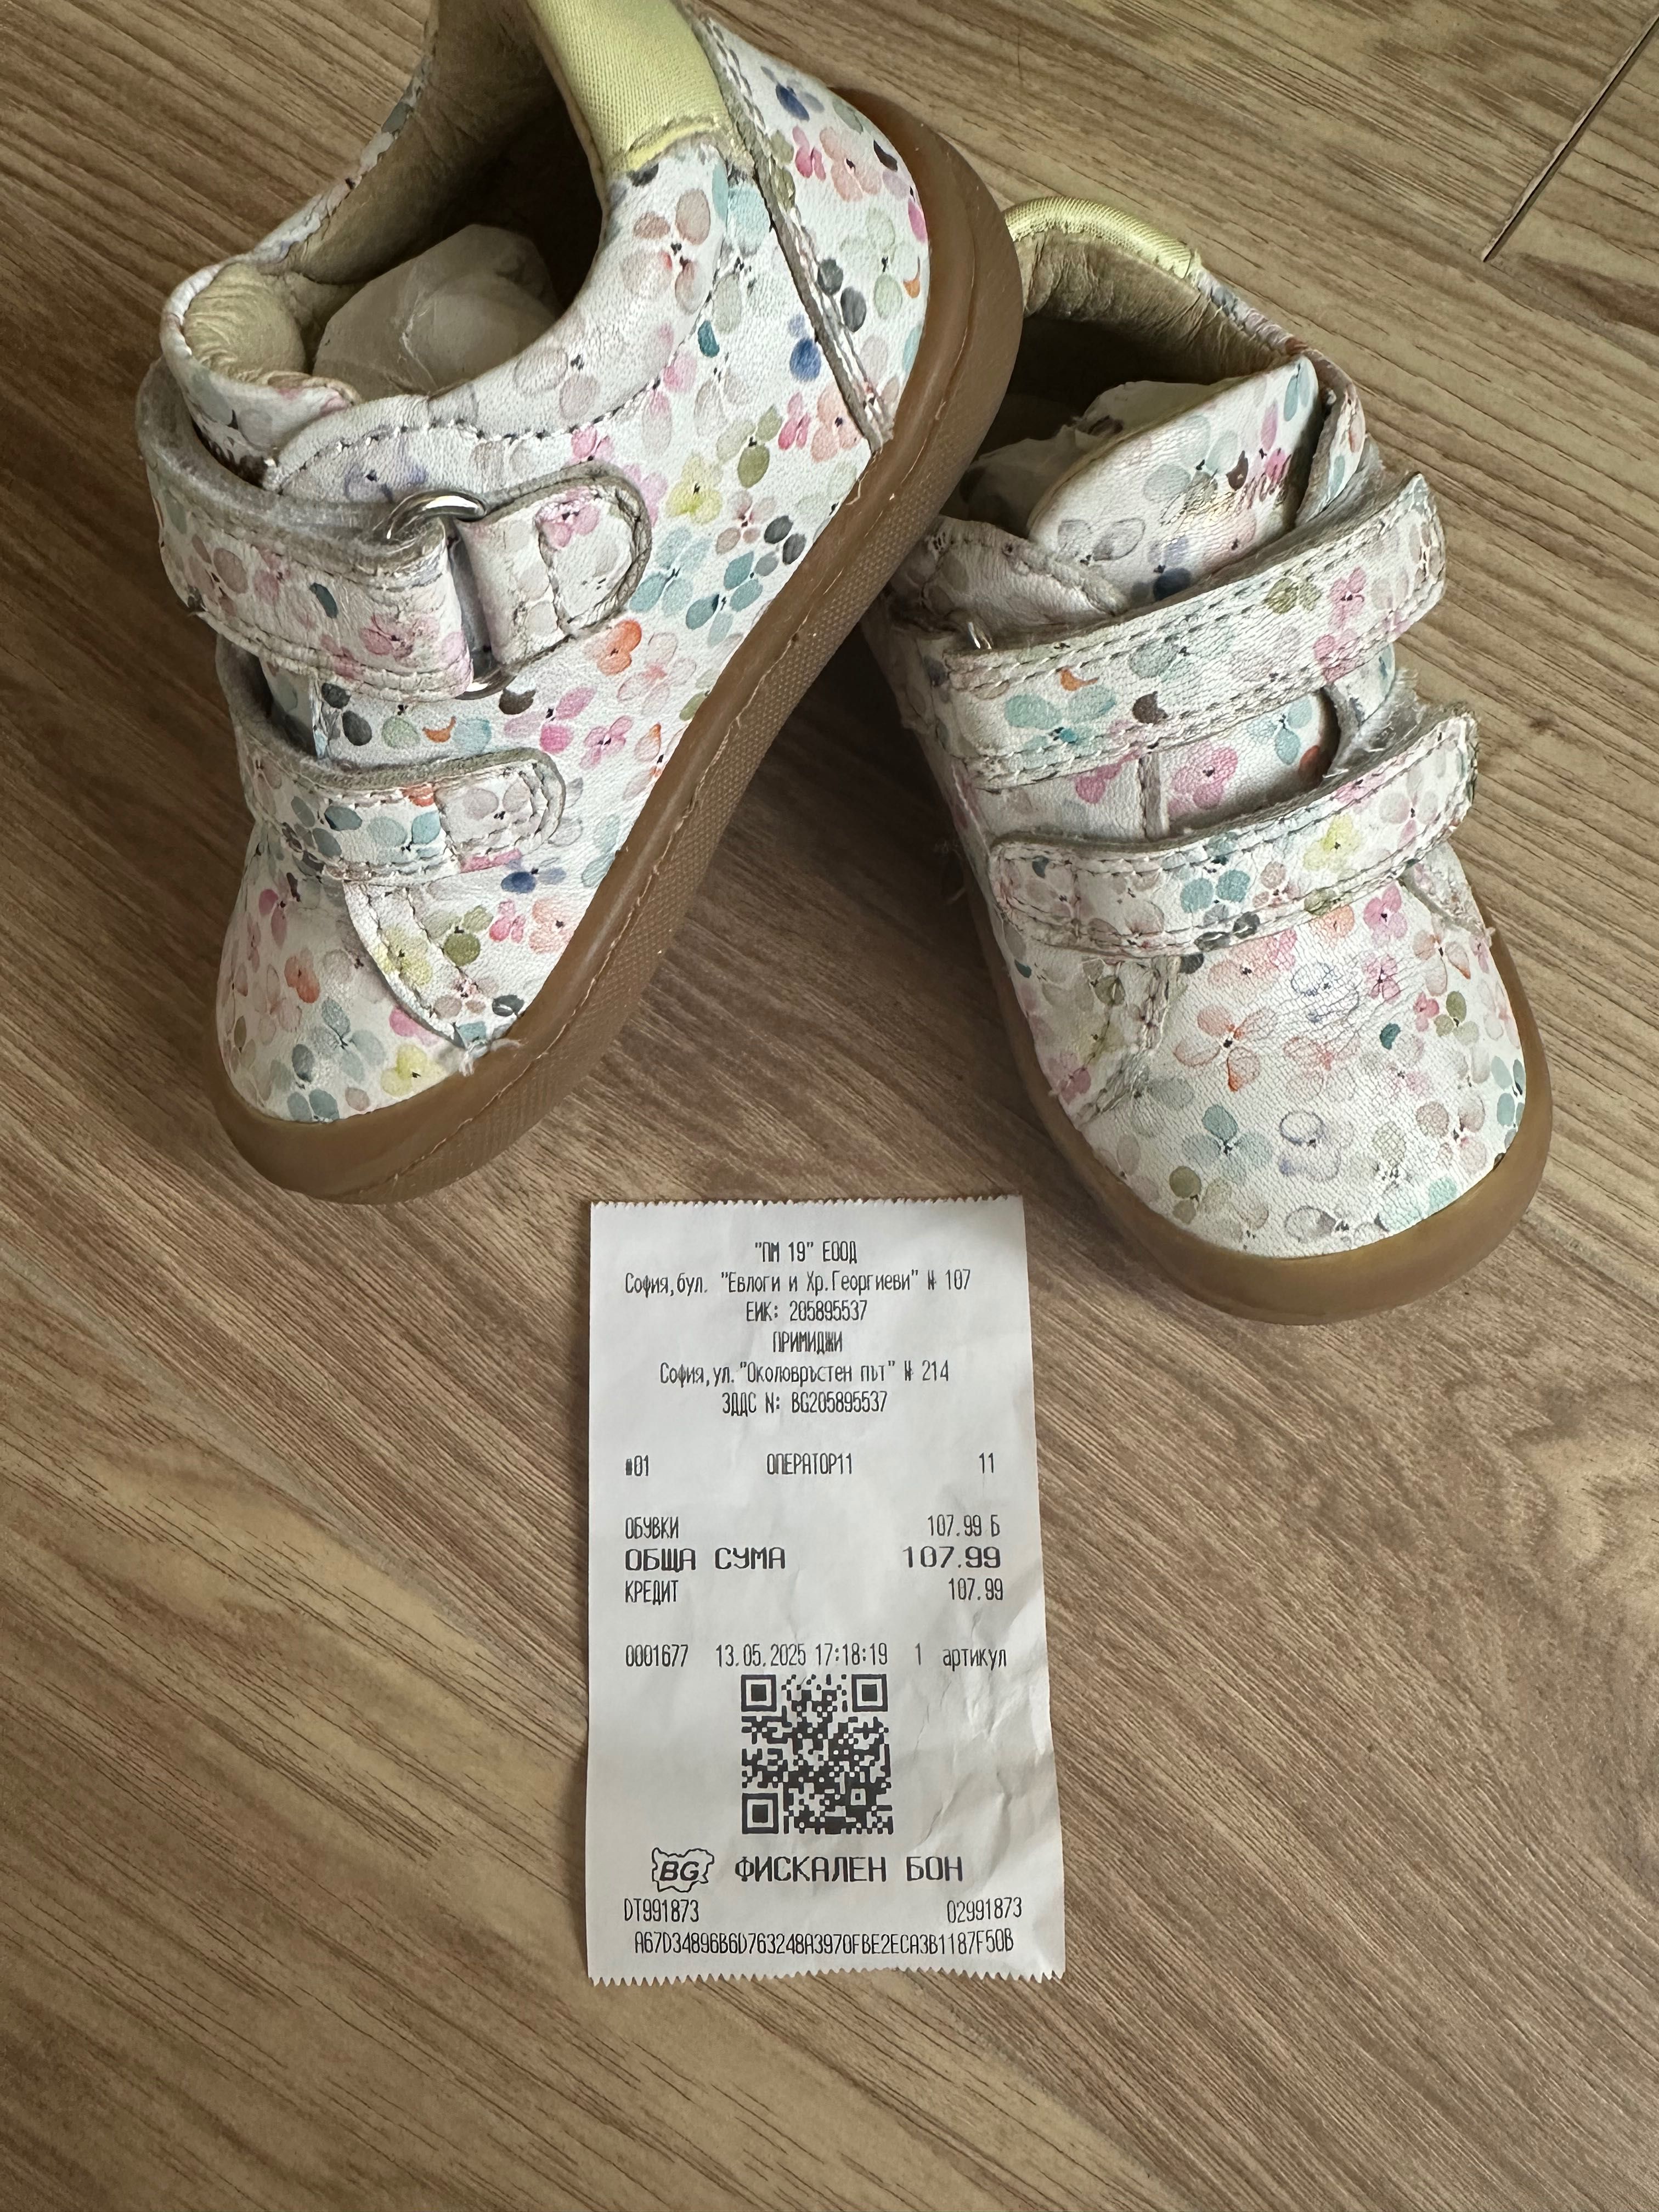 "ПМ 19" ЕООД
София,бул. "Евлоги и Хр.Георгиеви" № 107
ЕИК: 205895537
ПРИМИДЖИ
София,ул."Околовръстен път" № 214
ЗДДС N: BG205895537
#01 ОПЕРАТОР11 11
ОБУВКИ 107.99 Б
ОБЩА СУМА 107.99
КРЕДИТ 107.99
0001677 13.05.2025 17:18:19 1 артикул
BG ФИСКАЛЕН БОН
DT991873 02991873
A67D34896B6D763248A3970FBE2ECA3B1187F50B